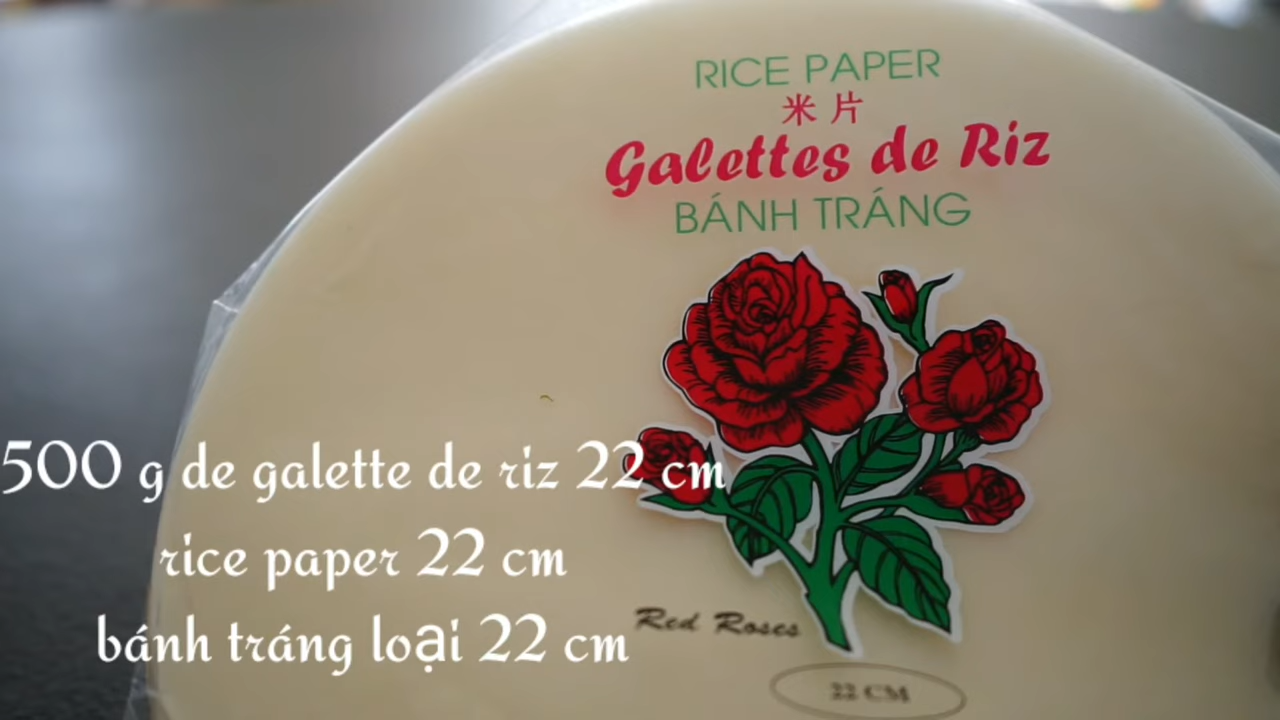 RICE PAPER
米片
Galettes de Riz
BÁNH TRÁNG
500 g de galette de riz 22 cm
rice paper 22 cm
bánh tráng loại 22 cm
Red Roses
22 CM